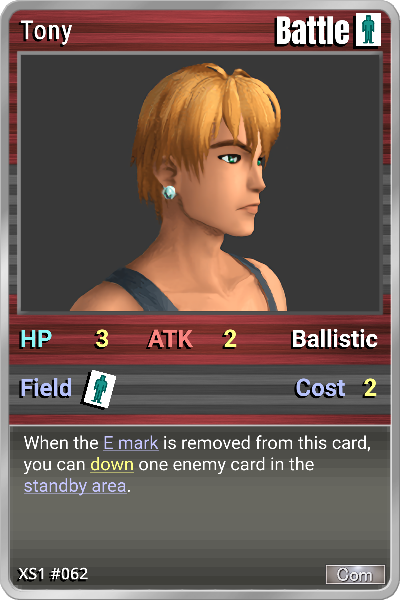 Tony
Battle
HP 3 ATK 2 Ballistic
Field Cost 2
When the E mark is removed from this card,
you can down one enemy card in the
standby area.
XS1 #062
Com